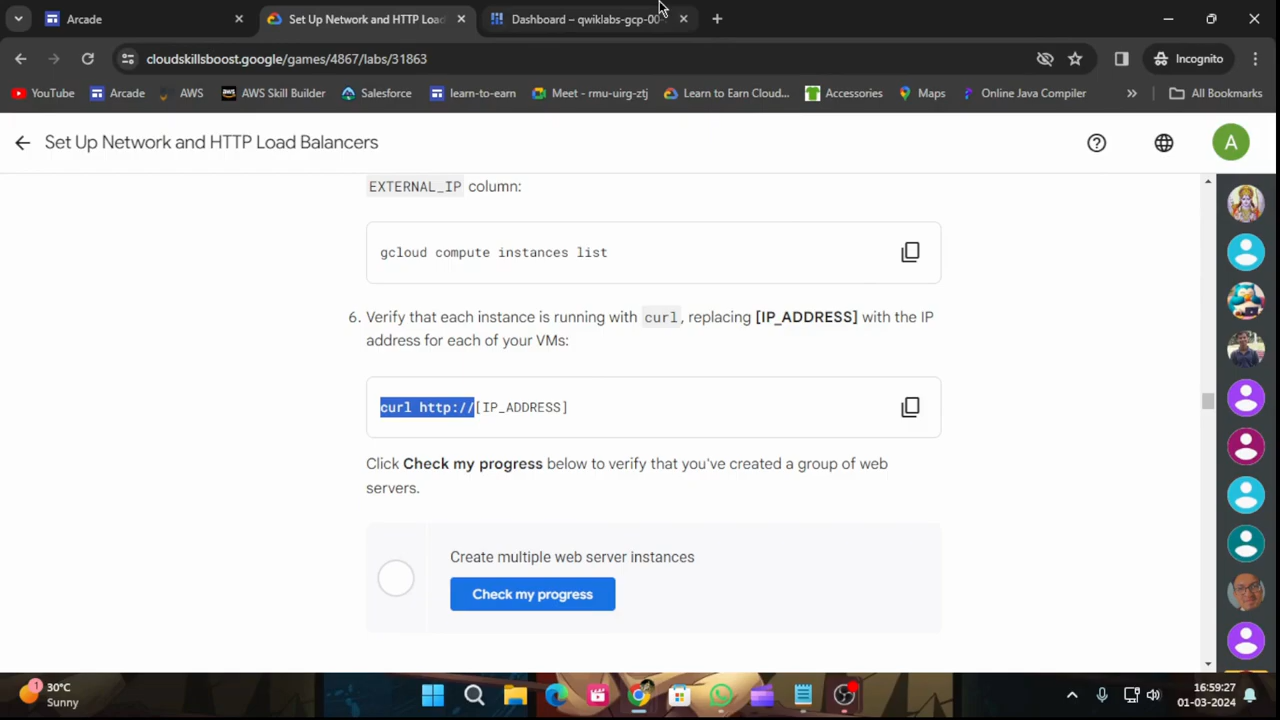 Arcade
Set Up Network and HTTP Load
Dashboard – qwiklabs-gcp-00
cloudskillsboost.google/games/4867/labs/31863
Incognito
YouTube
Arcade
AWS
AWS Skill Builder
Salesforce
learn-to-earn
Meet - rmu-uirg-ztj
Learn to Earn Cloud...
Accessories
Maps
Online Java Compiler
All Bookmarks
Set Up Network and HTTP Load Balancers
A
EXTERNAL_IP column:
gcloud compute instances list
6. Verify that each instance is running with curl, replacing [IP_ADDRESS] with the IP
address for each of your VMs:
curl http://[IP_ADDRESS]
Click Check my progress below to verify that you've created a group of web
servers.
Create multiple web server instances
Check my progress
1
30°C
Sunny
16:59:27
01-03-2024